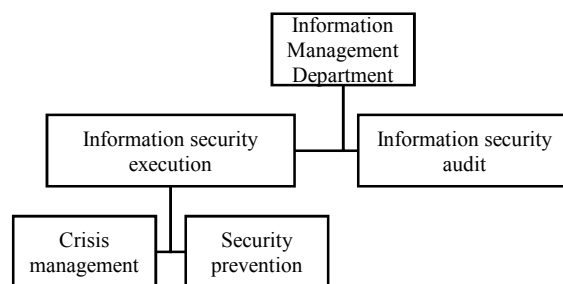 Information
Management
Department
Information security
execution
Information security
audit
Crisis
management
Security
prevention